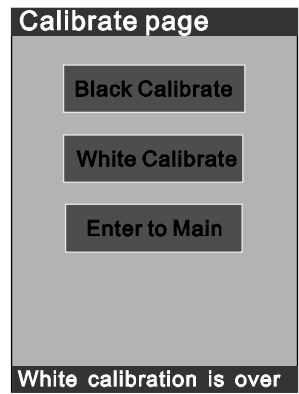 Calibrate page
Black Calibrate
White Calibrate
Enter to Main
White calibration is over